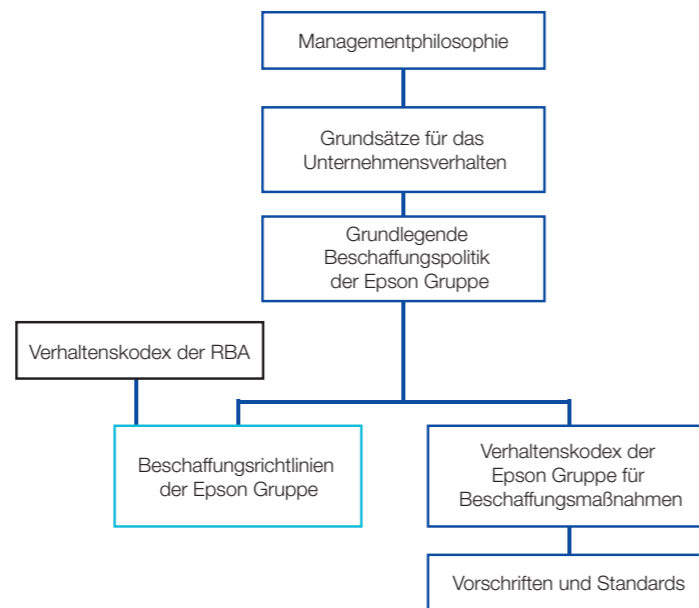 Managementphilosophie
Grundsätze für das
Unternehmensverhalten
Grundlegende
Beschaffungspolitik
der Epson Gruppe
Verhaltenskodex der RBA
Beschaffungsrichtlinien
der Epson Gruppe
Verhaltenskodex der
Epson Gruppe für
Beschaffungsmaßnahmen
Vorschriften und Standards